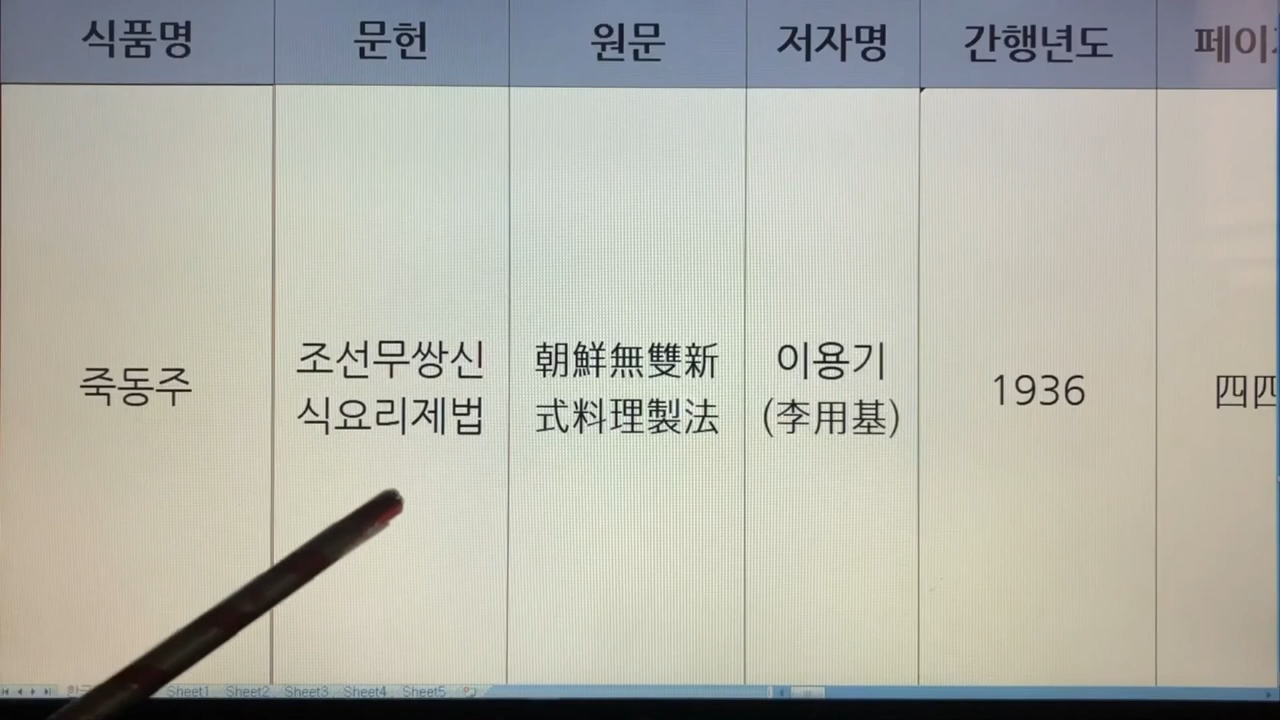 식품명 문헌 원문 저자명 간행년도
죽동주 조선무쌍신 朝鮮無雙新 이용기 1936
식요리제법 式料理製法 (李用基)
Sheet1 Sheet2 Sheet3 Sheet4 Sheet5